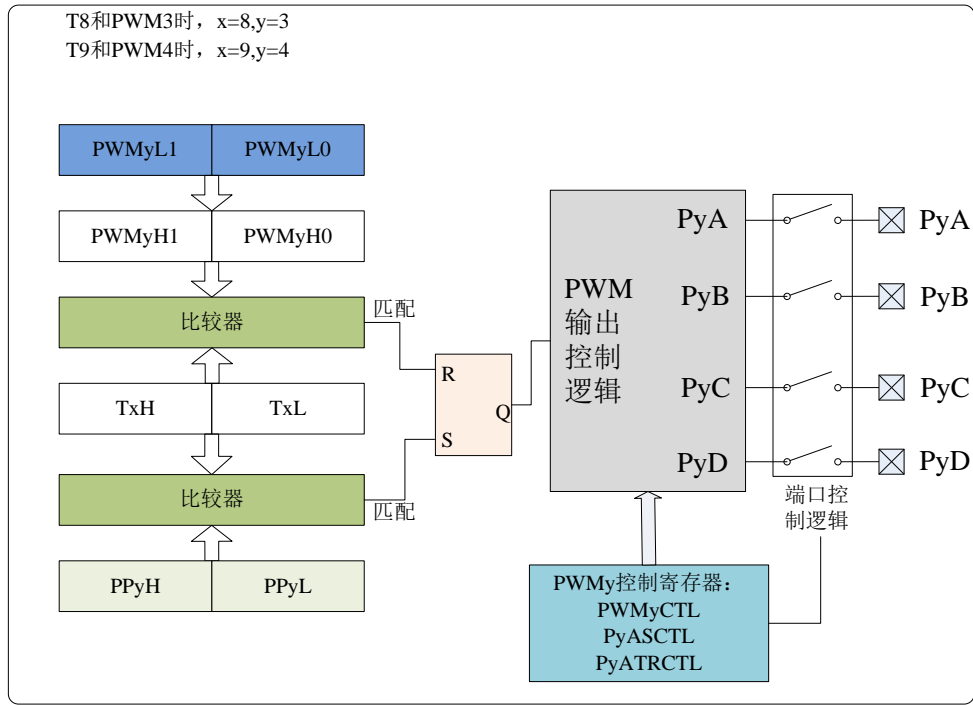 T8和PWM3时，x=8,y=3
T9和PWM4时，x=9,y=4
PWMyL1 PWMyL0
PWMyH1 PWMyH0
比较器
匹配
TxH TxL
比较器
匹配
PPyH PPyL
R
S
Q
PWM
输出
控制
逻辑
PyA
PyB
PyC
PyD
PyA
PyB
PyC
PyD
端口控
制逻辑
PWMy控制寄存器：
PWMyCTL
PyASCTL
PyATRCTL